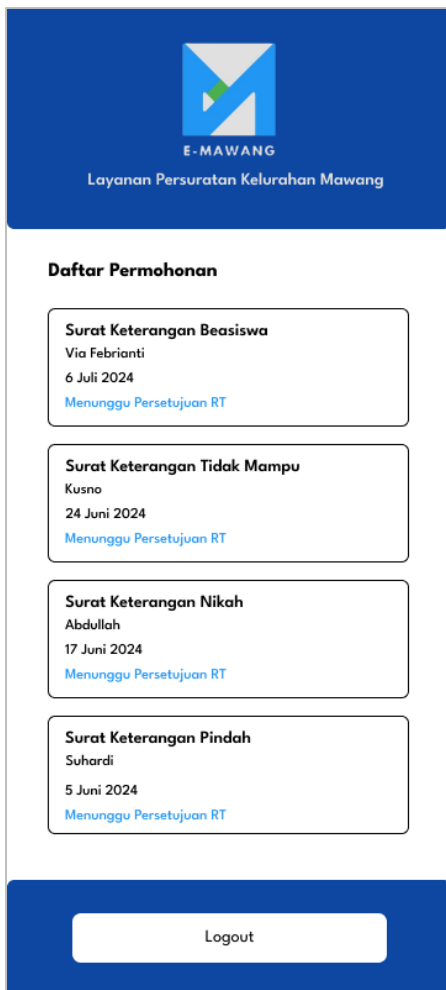 E-MAWANG
Layanan Persuratan Kelurahan Mawang
Daftar Permohonan
Surat Keterangan Beasiswa
Via Febrianti
6 Juli 2024
Menunggu Persetujuan RT
Surat Keterangan Tidak Mampu
Kusno
24 Juni 2024
Menunggu Persetujuan RT
Surat Keterangan Nikah
Abdullah
17 Juni 2024
Menunggu Persetujuan RT
Surat Keterangan Pindah
Suhardi
5 Juni 2024
Menunggu Persetujuan RT
Logout